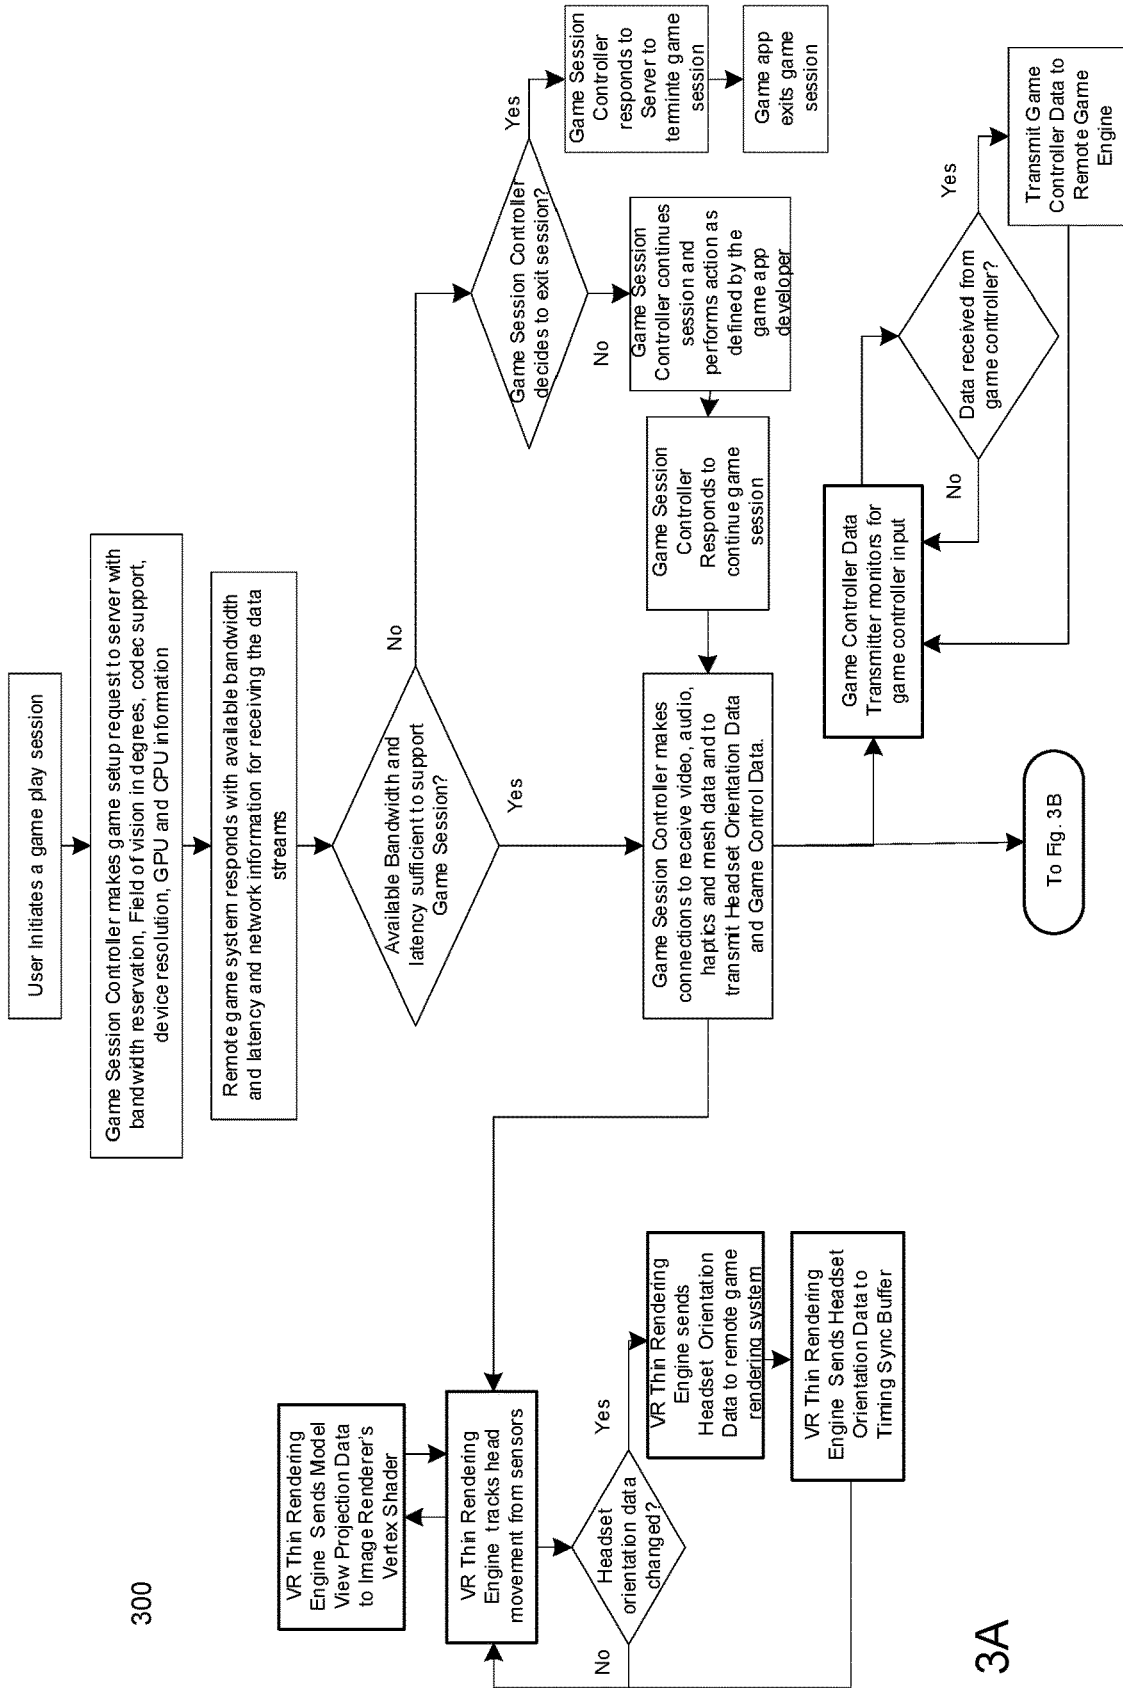 300
User Initiates a game play session
Game Session Controller makes game setup request to server with
bandwidth reservation, Field of vision in degrees, codec support,
device resolution, GPU and CPU information
Remote game system responds with available bandwidth
and latency and network information for receiving the data
streams
Available Bandwidth and
latency sufficient to support
Game Session?
No
Yes
Game Session Controller
decides to exit session?
Yes
No
Game Session
Controller
responds to
Server to
terminte game
session
Game app
exits game
session
Game Session
Controller continues
session and
performs action as
defined by the
game app
developer
Game Session
Controller
Responds to
continue game
session
Game Session Controller makes
connections to receive video, audio,
haptics and mesh data and to
transmit Headset Orientation Data
and Game Control Data.
VR Thin Rendering
Engine Sends Model
View Projection Data
to Image Renderer's
Vertex Shader
VR Thin Rendering
Engine tracks head
movement from sensors
Headset
orientation data
changed?
No
Yes
VR Thin Rendering
Engine sends
Headset Orientation
Data to remote game
rendering system
VR Thin Rendering
Engine Sends Headset
Orientation Data to
Timing Sync Buffer
Game Controller Data
Transmitter monitors for
game controller input
Data received from
game controller?
No
Yes
Transmit Game
Controller Data to
Remote Game
Engine
To Fig. 3B
3A